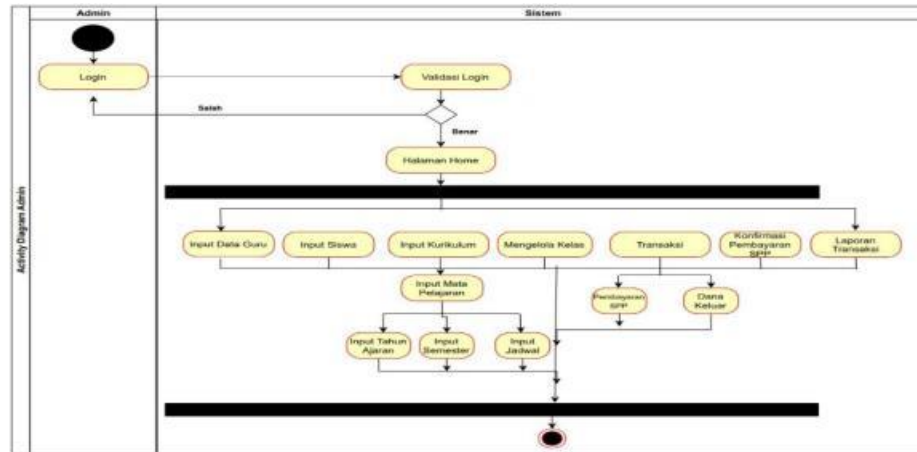 Admin
Sistem
Activity Diagram Admin
Login
Validasi Login
Salah
Benar
Halaman Home
Input Data Guru
Input Siswa
Input Kurikulum
Mengelola Kelas
Transaksi
Konfirmasi
Pembayaran
SPP
Laporan
Transaksi
Input Mata
Pelajaran
Pembayaran
SPP
Dana
Keluar
Input Tahun
Ajaran
Input
Semester
Input
Jadwal